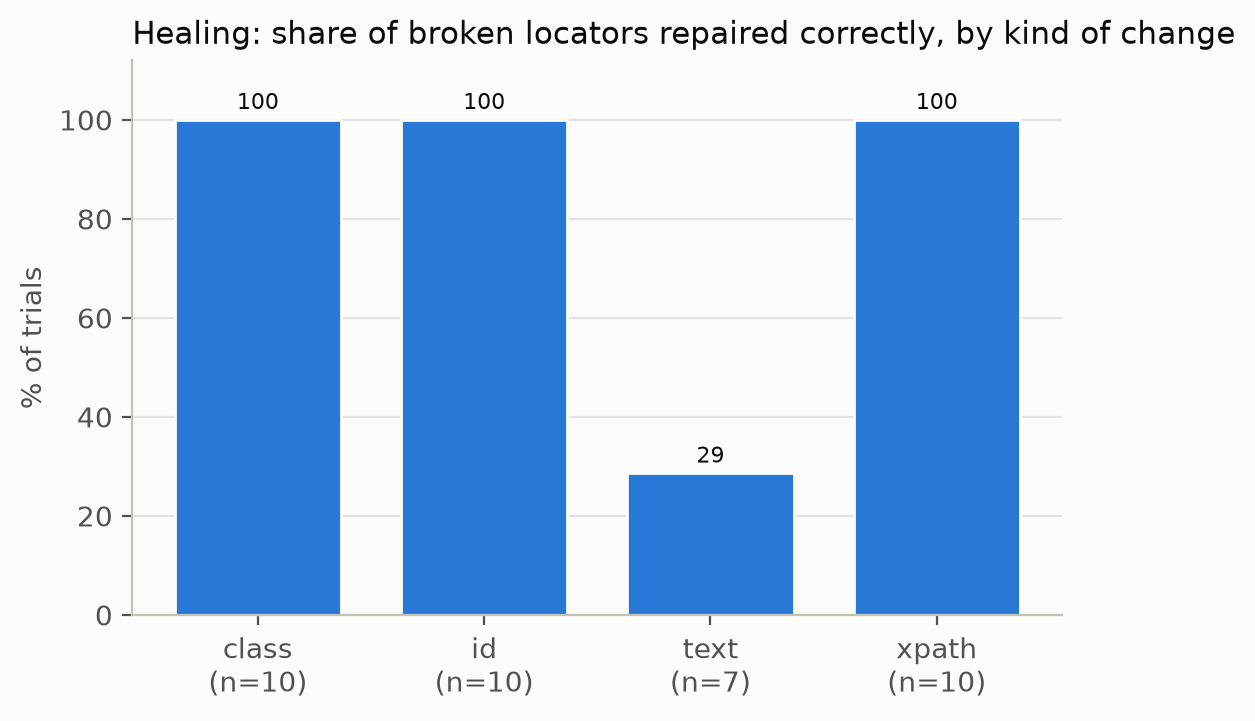 Healing: share of broken locators repaired correctly, by kind of change
100
100
100
29
% of trials
100
80
60
40
20
0
class
(n=10)
id
(n=10)
text
(n=7)
xpath
(n=10)